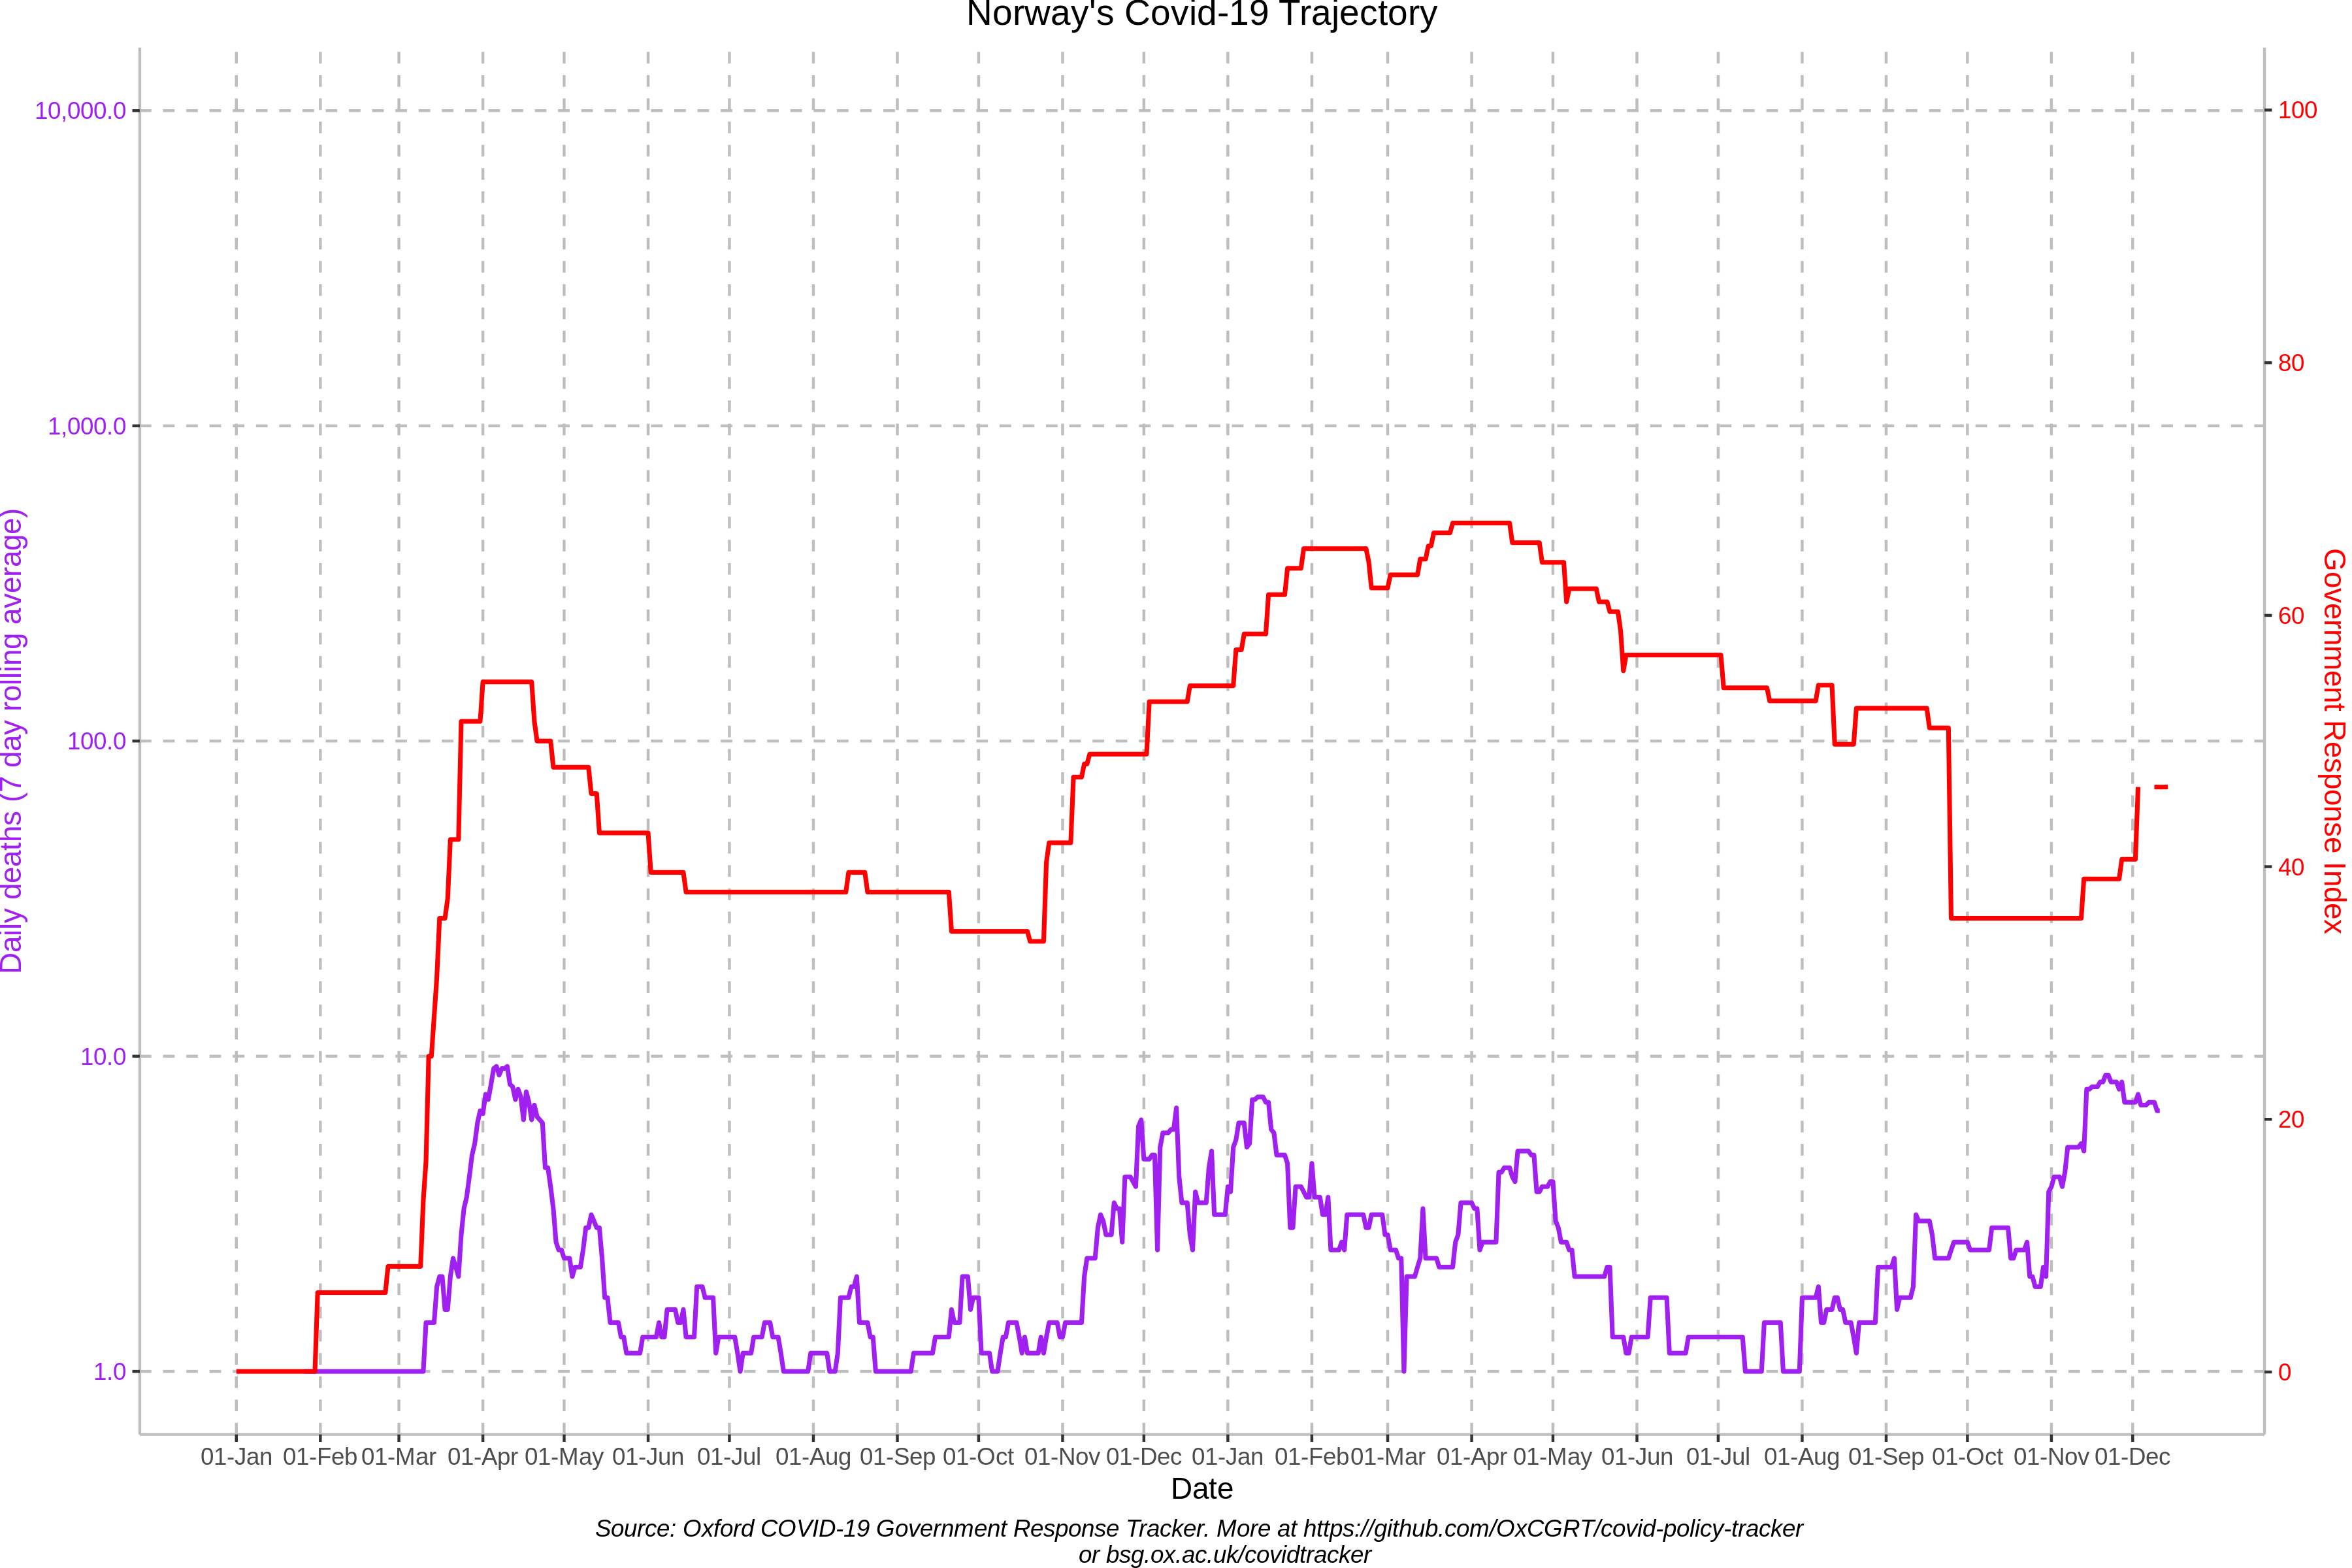 Norway's Covid-19 Trajectory
10,000.0
1,000.0
100.0
10.0
1.0
Daily deaths (7 day rolling average)
100
80
60
40
20
0
Government Response Index
01-Jan 01-Feb 01-Mar 01-Apr 01-May 01-Jun 01-Jul 01-Aug 01-Sep 01-Oct 01-Nov 01-Dec 01-Jan 01-Feb 01-Mar 01-Apr 01-May 01-Jun 01-Jul 01-Aug 01-Sep 01-Oct 01-Nov 01-Dec
Date
Source: Oxford COVID-19 Government Response Tracker. More at https://github.com/OxCGRT/covid-policy-tracker
or bsg.ox.ac.uk/covidtracker